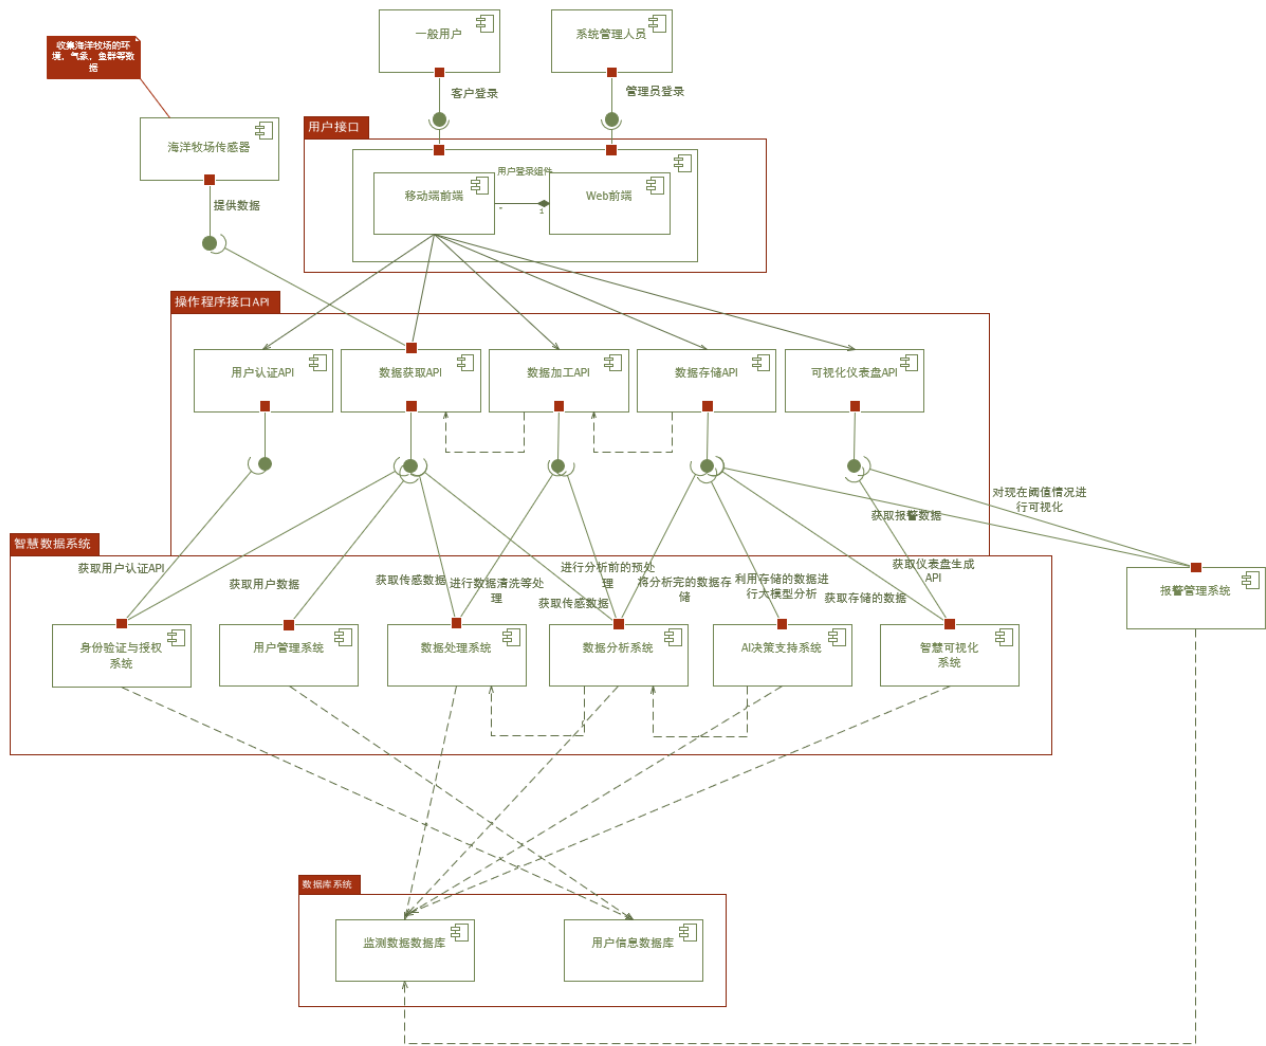 一般用户
系统管理人员
收集海洋牧场的环
境，气象，鱼群等数
据
客户登录
管理员登录
用户接口
海洋牧场传感器
用户登录组件
移动端前端
Web前端
*
1
提供数据
操作程序接口API
用户认证API
数据获取API
数据加工API
数据存储API
可视化仪表盘API
对现在阈值情况进
行可视化
获取报警数据
智慧数据系统
获取用户认证API
获取用户数据
获取传感数据
进行数据清洗等处
理
进行分析前的预处
理
获取传感数据
将分析完的数据存
储
利用存储的数据进
行大模型分析
获取存储的数据
获取仪表盘生成
API
报警管理系统
身份验证与授权
系统
用户管理系统
数据处理系统
数据分析系统
AI决策支持系统
智慧可视化
系统
数据库系统
监测数据数据库
用户信息数据库